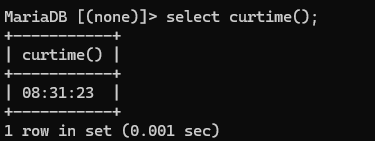 MariaDB [(none)]> select curtime();
+-----------+
| curtime() |
+-----------+
| 08:31:23  |
+-----------+
1 row in set (0.001 sec)